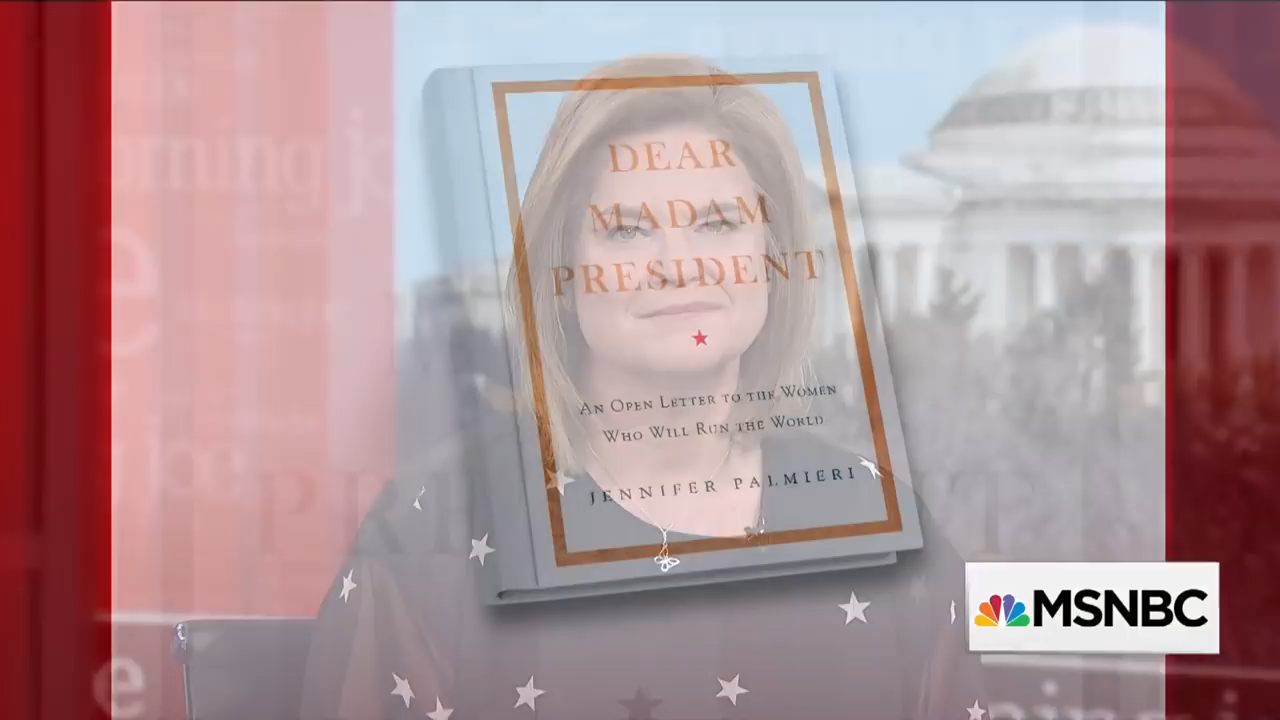 DEAR
MADAM
PRESIDENT
AN OPEN LETTER TO THE WOMEN
WHO WILL RUN THE WORLD
JENNIFER PALMIERI
MSNBC